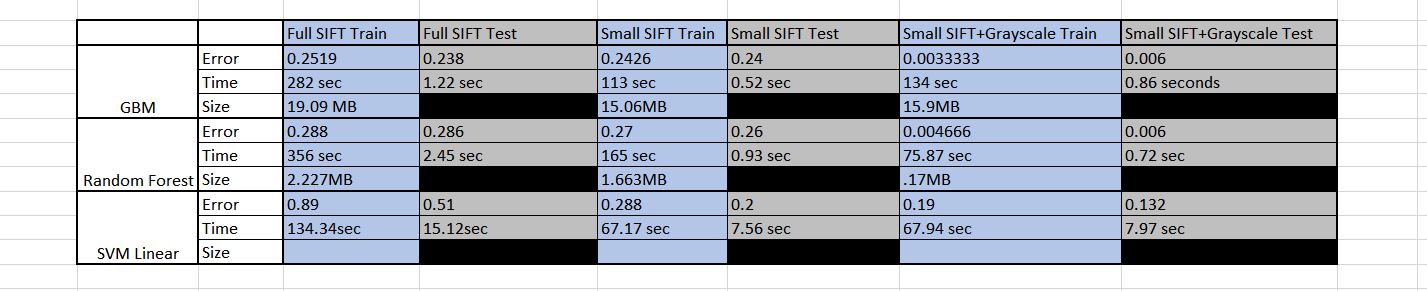 Full SIFT Train Full SIFT Test Small SIFT Train Small SIFT Test Small SIFT+Grayscale Train Small SIFT+Grayscale Test
Error 0.2519 0.238 0.2426 0.24 0.0033333 0.006
Time 282 sec 1.22 sec 113 sec 0.52 sec 134 sec 0.86 seconds
GBM Size 19.09 MB 15.06MB 15.9MB
Error 0.288 0.286 0.27 0.26 0.004666 0.006
Time 356 sec 2.45 sec 165 sec 0.93 sec 75.87 sec 0.72 sec
Random Forest Size 2.227MB 1.663MB .17MB
Error 0.89 0.51 0.288 0.2 0.19 0.132
Time 134.34sec 15.12sec 67.17 sec 7.56 sec 67.94 sec 7.97 sec
SVM Linear Size